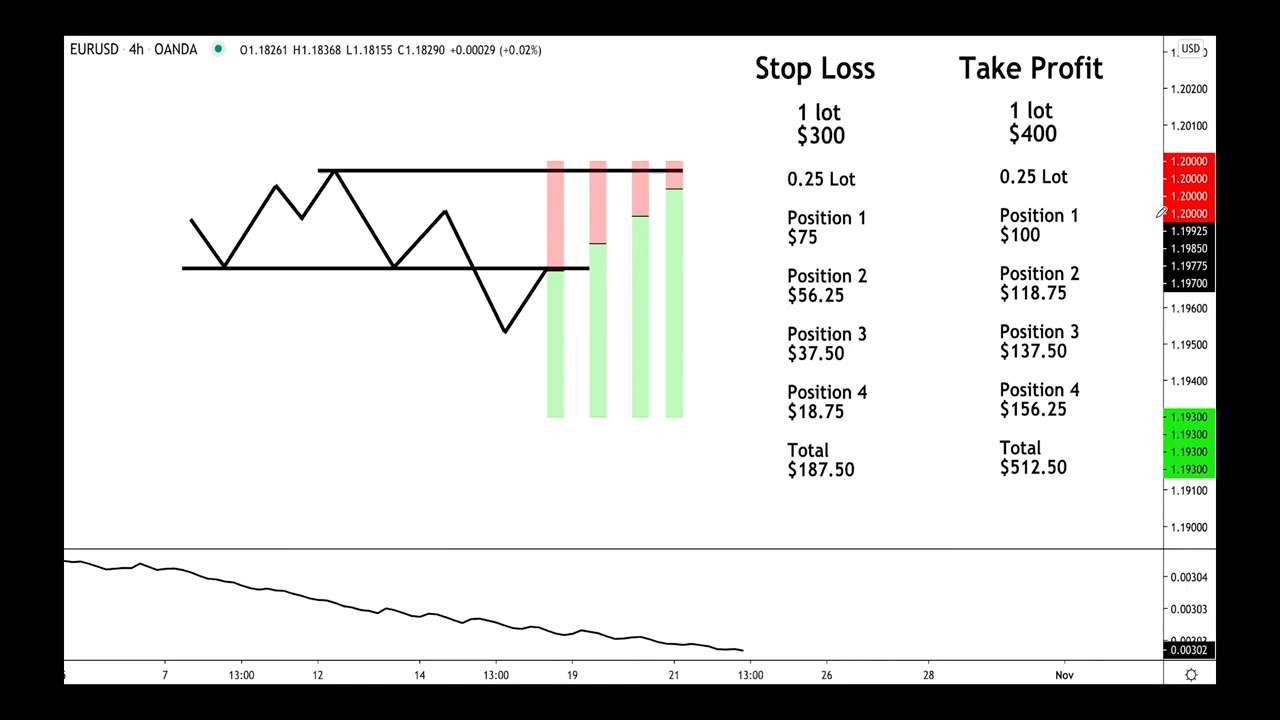 EURUSD · 4h · OANDA O1.18261 H1.18368 L1.18155 C1.18290 +0.00029 (+0.02%)
Stop Loss
1 lot
$300
0.25 Lot
Position 1
$75
Position 2
$56.25
Position 3
$37.50
Position 4
$18.75
Total
$187.50
Take Profit
1 lot
$400
0.25 Lot
Position 1
$100
Position 2
$118.75
Position 3
$137.50
Position 4
$156.25
Total
$512.50
USD
1.20200
1.20100
1.20000
1.20000
1.20000
1.20000
1.19925
1.19850
1.19775
1.19700
1.19600
1.19500
1.19400
1.19300
1.19300
1.19300
1.19300
1.19100
1.19000
0.00304
0.00303
0.00302
7 13:00 12 14 13:00 19 21 13:00 26 28 Nov